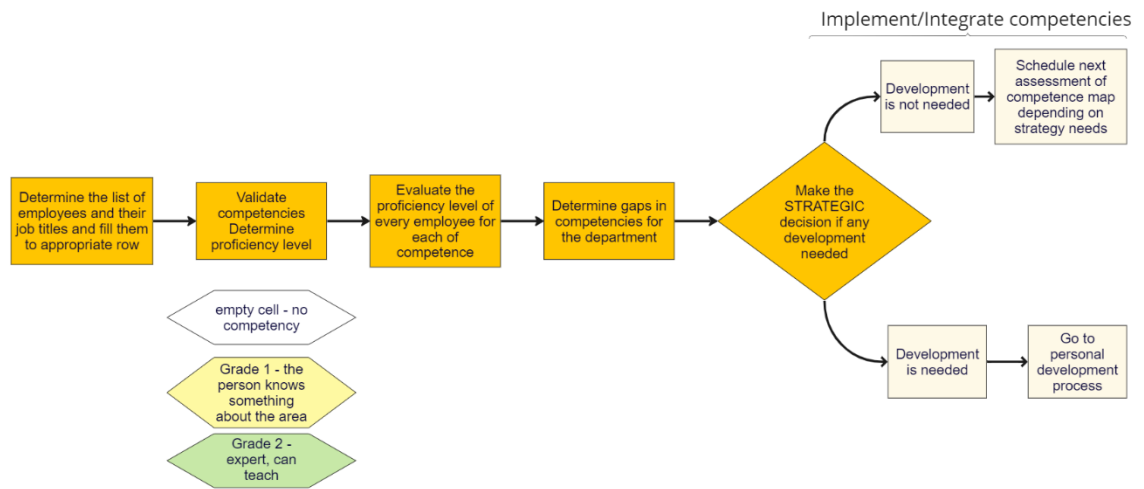 Implement/Integrate competencies
Development
is not needed
Schedule next
assessment of
competence map
depending on
strategy needs
Determine the list of
employees and their
job titles and fill them
to appropriate row
Validate
competencies
Determine
proficiency level
Evaluate the
proficiency level of
every employee for
each of
competence
Determine gaps in
competencies for
the department
Make the
STRATEGIC
decision if any
development
needed
empty cell - no
competency
Grade 1 - the
person knows
something
about the area
Grade 2 -
expert, can
teach
Development
is needed
Go to
personal
development
process